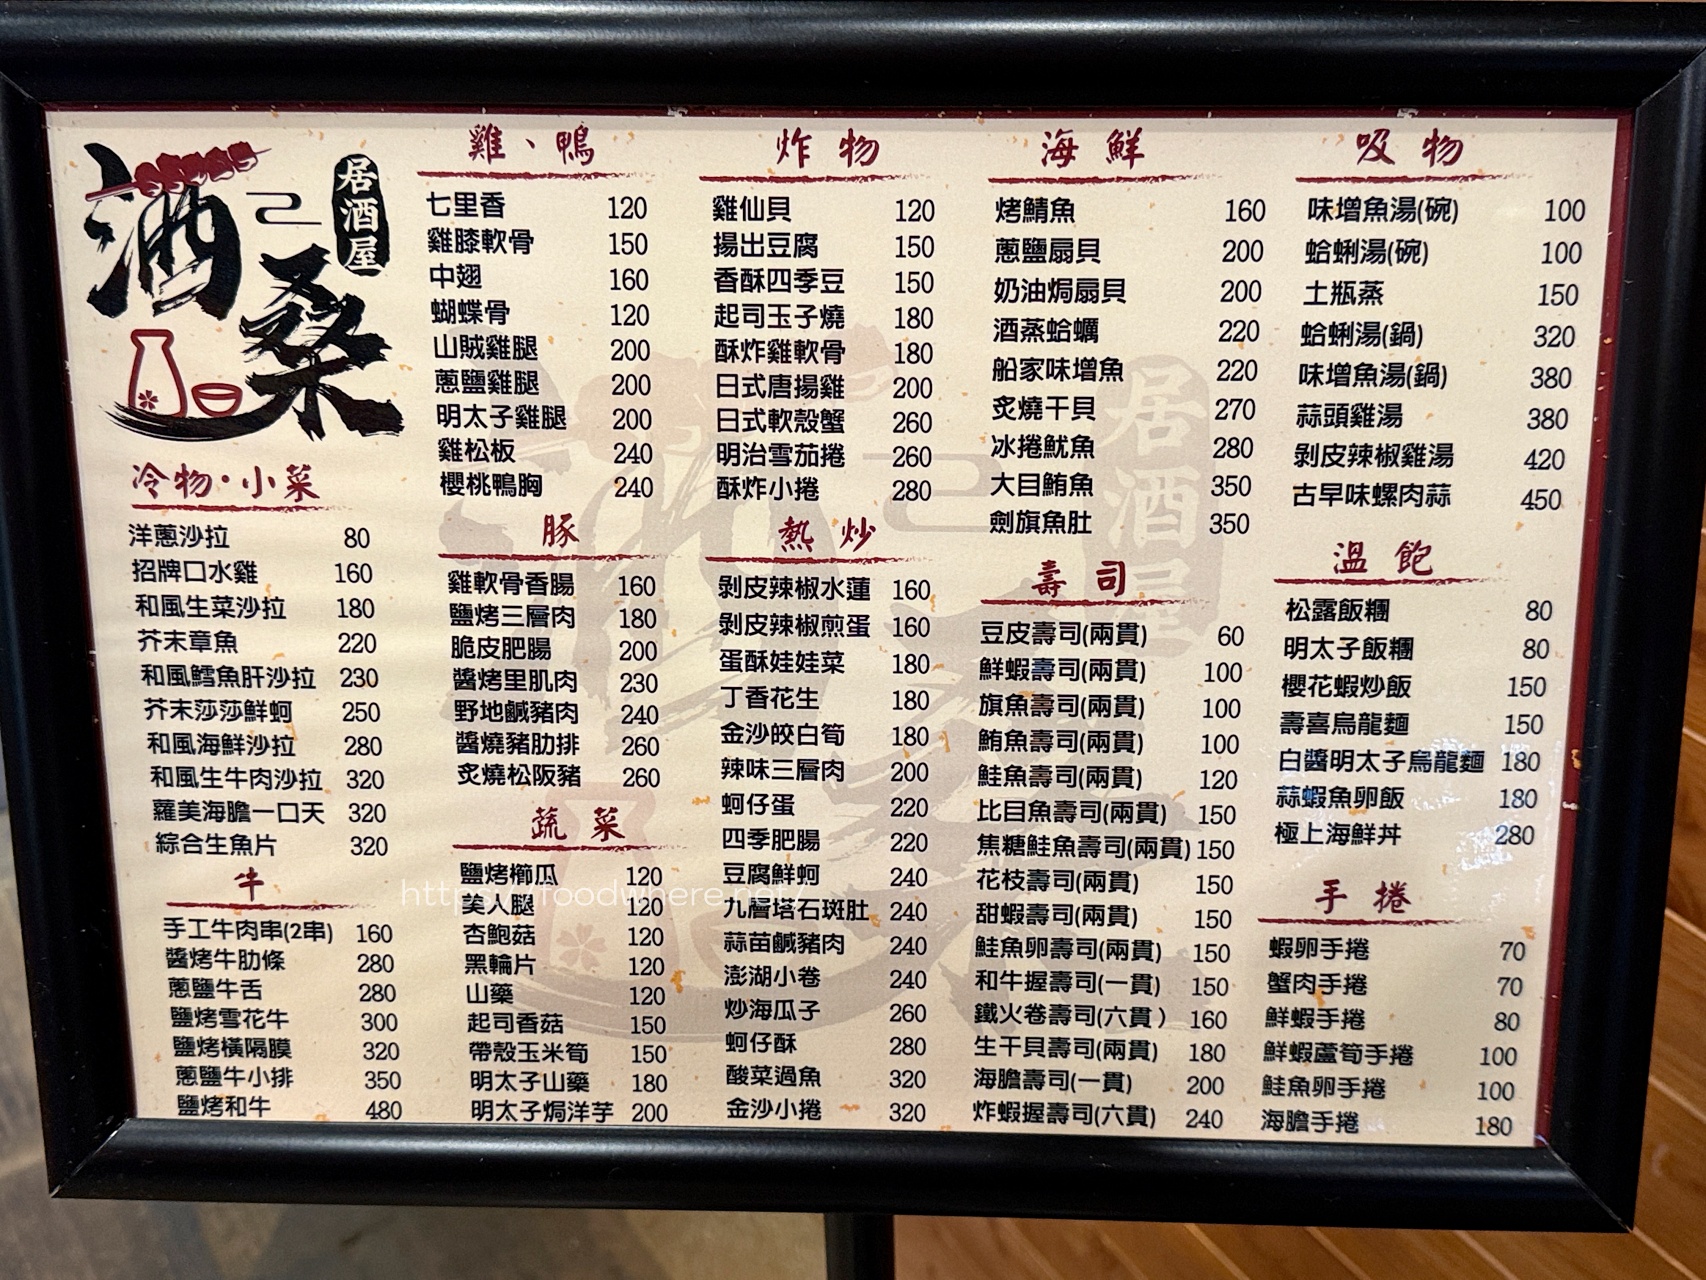 酒桑
居酒屋
冷物·小菜
洋蔥沙拉 80
招牌口水雞 160
和風生菜沙拉 180
芥末章魚 220
和風鱈魚肝沙拉 230
芥末莎莎鮮蚵 250
和風海鮮沙拉 280
和風生牛肉沙拉 320
蘿美海膽一口天 320
綜合生魚片 320
牛
手工牛肉串(2串) 160
醬烤牛肋條 280
蔥鹽牛舌 280
鹽烤雪花牛 300
鹽烤橫隔膜 320
蔥鹽牛小排 350
鹽烤和牛 480
雞、鴨
七里香 120
雞膝軟骨 150
中翅 160
蝴蝶骨 120
山賊雞腿 200
蔥鹽雞腿 200
明太子雞腿 200
雞松板 240
櫻桃鴨胸 240
豚
雞軟骨香腸 160
鹽烤三層肉 180
脆皮肥腸 200
醬烤里肌肉 230
野地鹹豬肉 240
醬燒豬肋排 260
炙燒松阪豬 260
蔬菜
鹽烤櫛瓜 120
美人腿 120
杏鮑菇 120
黑輪片 120
山藥 120
起司香菇 150
帶殼玉米筍 150
明太子山藥 180
明太子焗洋芋 200
炸物
雞仙貝 120
揚出豆腐 150
香酥四季豆 150
起司玉子燒 180
酥炸雞軟骨 180
日式唐揚雞 200
日式軟殼蟹 260
明治雪茄捲 260
酥炸小捲 280
熱炒
剝皮辣椒水蓮 160
剝皮辣椒煎蛋 160
蛋酥娃娃菜 180
丁香花生 180
金沙皎白筍 180
辣味三層肉 200
蚵仔蛋 220
四季肥腸 220
豆腐鮮蚵 240
九層塔石斑肚 240
蒜苗鹹豬肉 240
澎湖小卷 240
炒海瓜子 260
蚵仔酥 280
酸菜過魚 320
金沙小捲 320
海鮮
烤鯖魚 160
蔥鹽扇貝 200
奶油焗扇貝 200
酒蒸蛤蠣 220
船家味增魚 220
炙燒干貝 270
冰捲魷魚 280
大目鮪魚 350
劍旗魚肚 350
壽司
豆皮壽司(兩貫) 60
鮮蝦壽司(兩貫) 100
旗魚壽司(兩貫) 100
鮪魚壽司(兩貫) 100
鮭魚壽司(兩貫) 120
比目魚壽司(兩貫) 150
焦糖鮭魚壽司(兩貫) 150
花枝壽司(兩貫) 150
甜蝦壽司(兩貫) 150
鮭魚卵壽司(兩貫) 150
和牛握壽司(一貫) 150
鐵火卷壽司(六貫) 160
生干貝壽司(兩貫) 180
海膽壽司(一貫) 200
炸蝦握壽司(六貫) 240
吸物
味增魚湯(碗) 100
蛤蜊湯(碗) 100
土瓶蒸 150
蛤蜊湯(鍋) 320
味增魚湯(鍋) 380
蒜頭雞湯 380
剝皮辣椒雞湯 420
古早味螺肉蒜 450
溫飽
松露飯糰 80
明太子飯糰 80
櫻花蝦炒飯 150
壽喜烏龍麵 150
白醬明太子烏龍麵 180
蒜蝦魚卵飯 180
極上海鮮丼 280
手捲
蝦卵手捲 70
蟹肉手捲 70
鮮蝦手捲 80
鮮蝦蘆筍手捲 100
鮭魚卵手捲 100
海膽手捲 180
https://foodwhere.net/